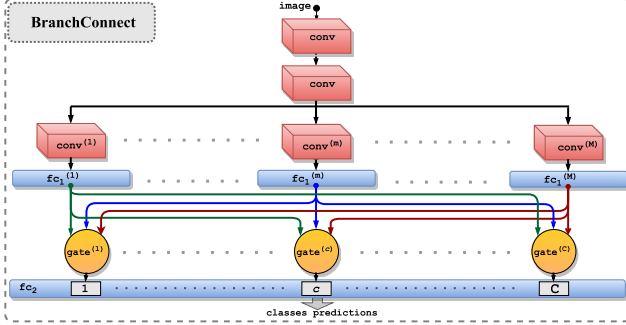 BranchConnect
image
conv
conv
conv(1)
conv(m)
conv(M)
fc1(1)
fc1(m)
fc1(M)
gate(1)
gate(c)
gate(C)
fc2
1
c
C
classes predictions